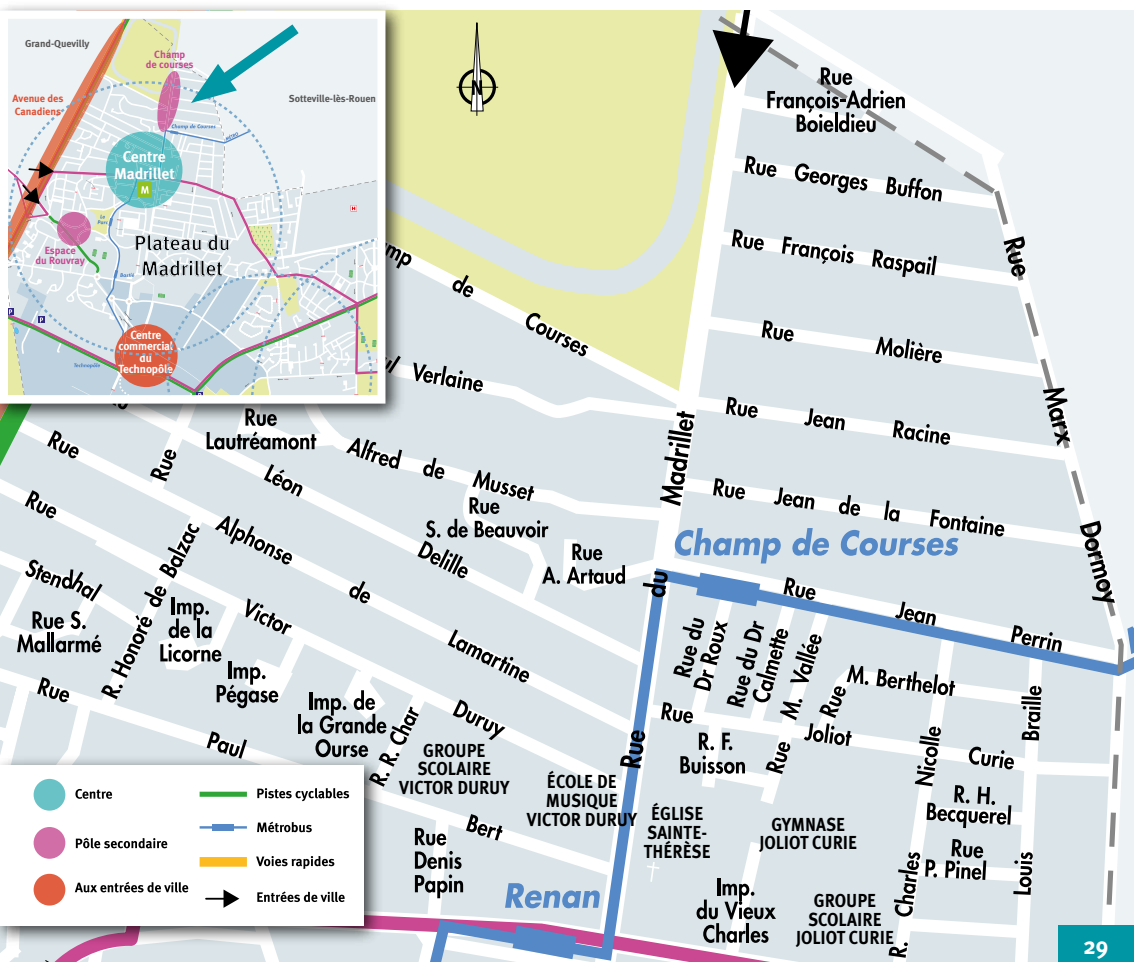 Grand-Quevilly
Champ
de courses
Avenue des
Canadiens
Sotteville-lès-Rouen
Champ de Courses
METRO
Centre
Madrillet
M
Le
Parc
Plateau du
Madrillet
Espace
du Rouvray
P
P
H
Centre
commercial
du
Technopôle
Technopôle
P
N
Rue
François-Adrien
Boieldieu
Rue Georges Buffon
Rue François Raspail
Rue Molière
Rue Jean Racine
Rue Jean de la Fontaine
Rue Marx Dormoy
de Courses
Verlaine
Rue
Lautréamont
Alfred de Musset
Rue
S. de Beauvoir
Rue
A. Artaud
Léon Delille
Rue du Madrillet
Champ de Courses
Rue Jean Perrin
Rue
Rue Alphonse de Lamartine
Rue Victor Duruy
Stendhal
Rue S.
Mallarmé
R. Honoré de Balzac
Imp.
de la
Licorne
Imp.
Pégase
Imp. de
la Grande
Ourse
R. R. Char
Rue Paul Bert
GROUPE
SCOLAIRE
VICTOR DURUY
ÉCOLE DE
MUSIQUE
VICTOR DURUY
Rue
Denis
Papin
Renan
Rue du
Dr Roux
Rue du Dr
Calmette
Rue M. Vallée
Rue M. Berthelot
Rue Joliot Curie
R. F.
Buisson
ÉGLISE
SAINTE-
THÉRÈSE
GYMNASE
JOLIOT CURIE
Imp.
du Vieux
Charles
GROUPE
SCOLAIRE
JOLIOT CURIE
R. Charles Nicolle
R. H.
Becquerel
Rue
P. Pinel
Louis Braille
Centre
Pôle secondaire
Aux entrées de ville
Pistes cyclables
Métrobus
Voies rapides
Entrées de ville
29